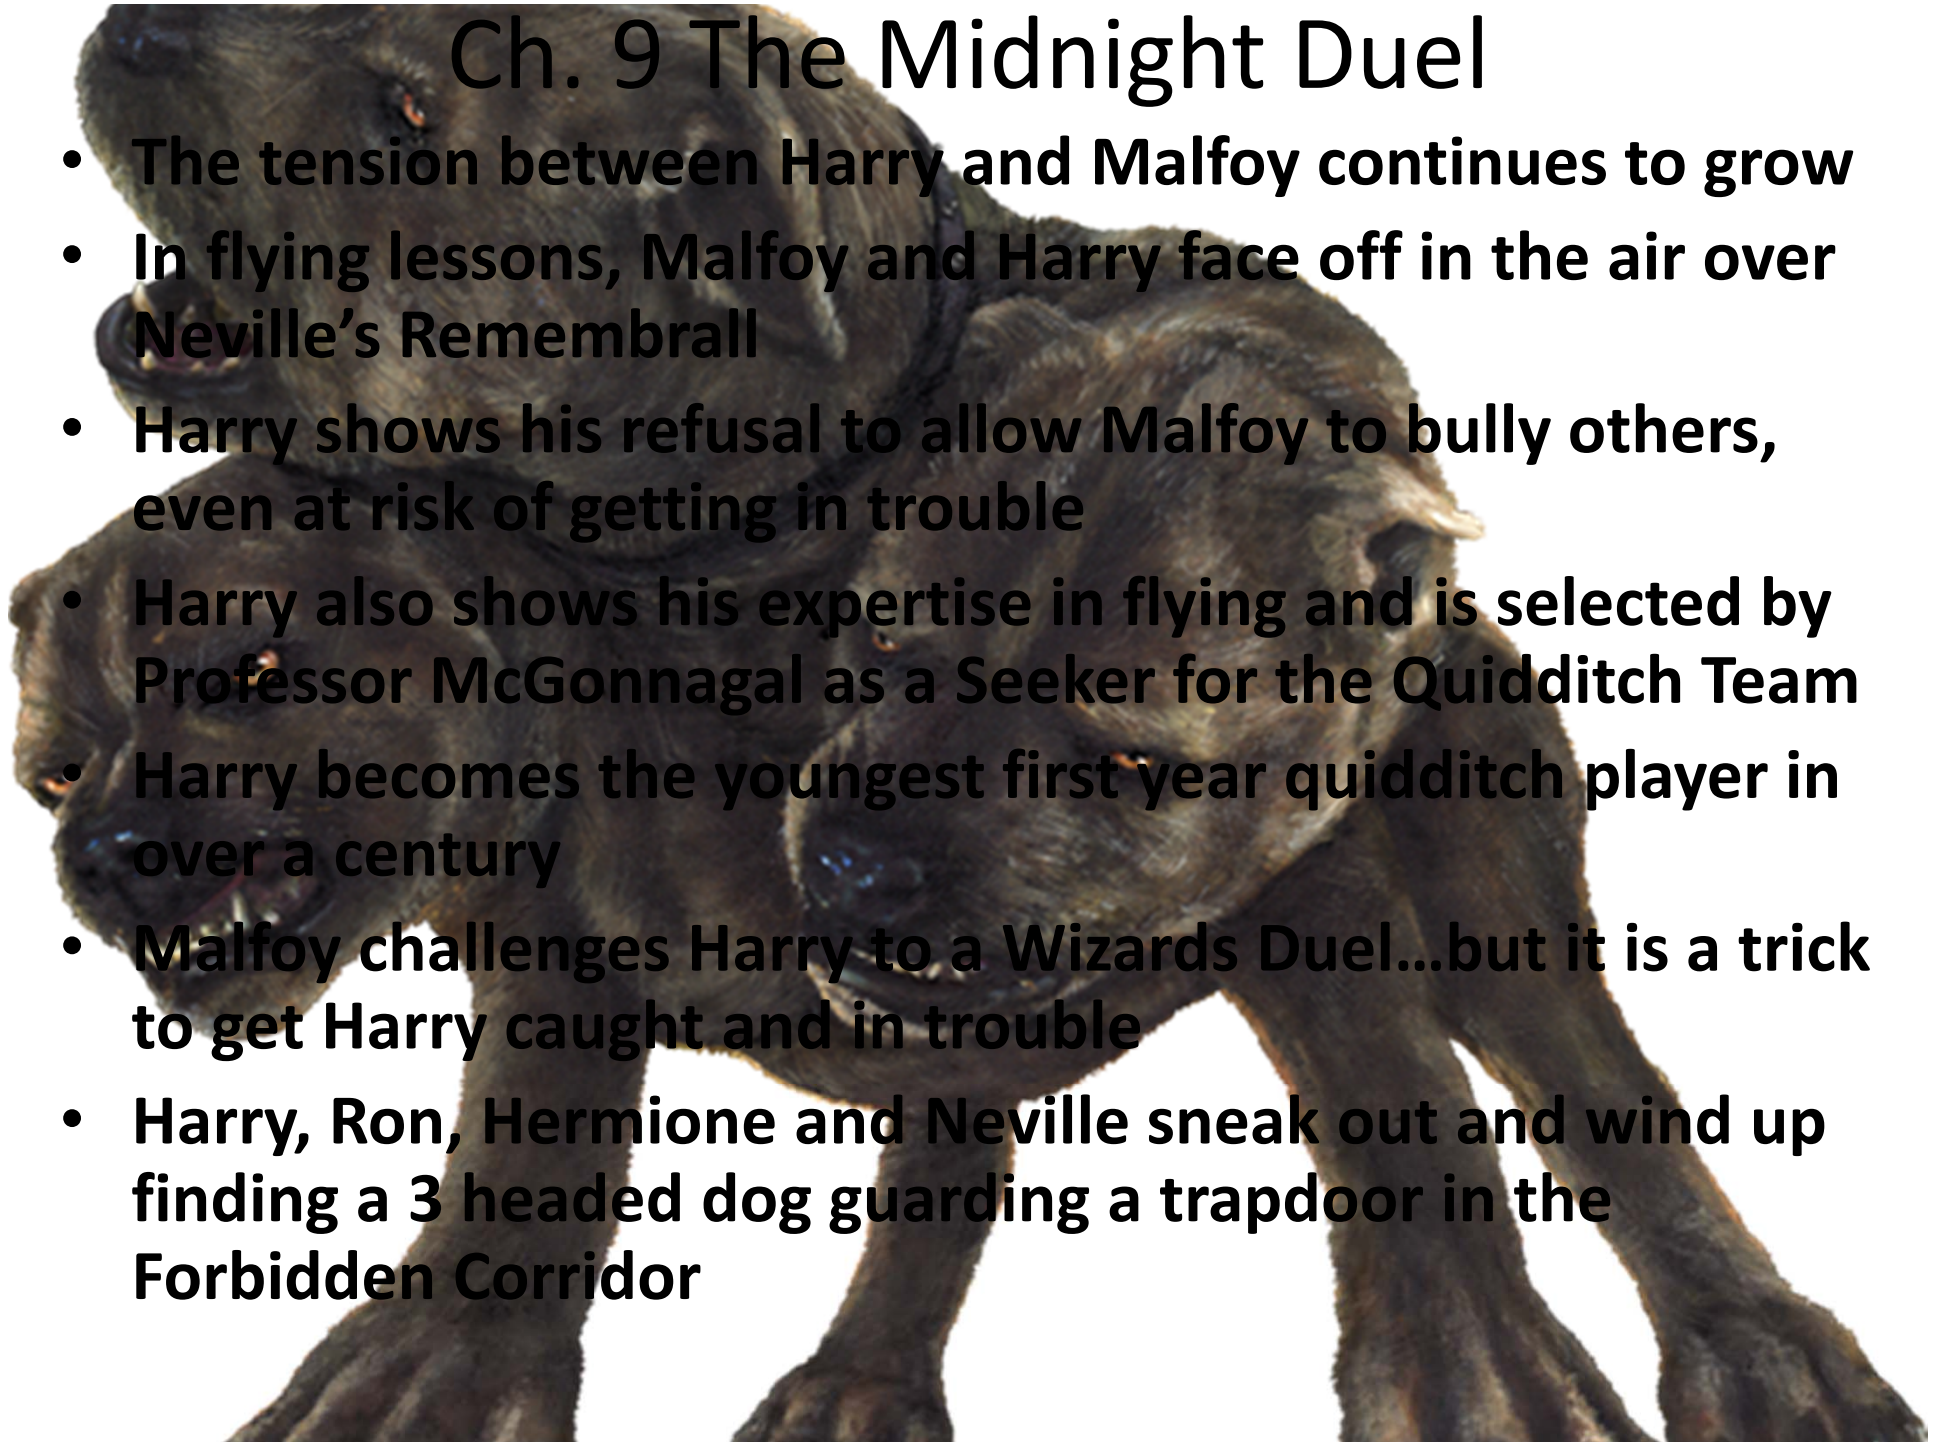 Ch. 9 The Midnight Duel
• The tension between Harry and Malfoy continues to grow
• In flying lessons, Malfoy and Harry face off in the air over
Neville’s Remembrall
• Harry shows his refusal to allow Malfoy to bully others,
even at risk of getting in trouble
• Harry also shows his expertise in flying and is selected by
Professor McGonnagal as a Seeker for the Quidditch Team
• Harry becomes the youngest first year quidditch player in
over a century
• Malfoy challenges Harry to a Wizards Duel…but it is a trick
to get Harry caught and in trouble
• Harry, Ron, Hermione and Neville sneak out and wind up
finding a 3 headed dog guarding a trapdoor in the
Forbidden Corridor